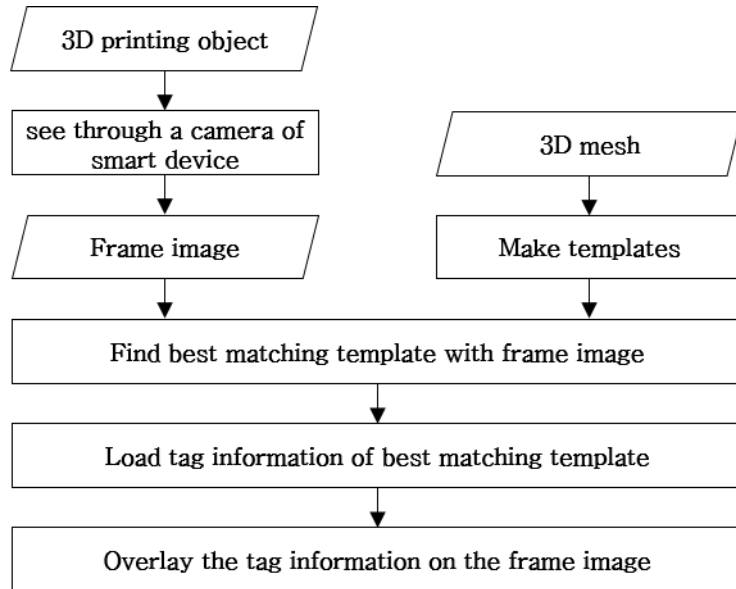 3D printing object
see through a camera of
smart device
3D mesh
Frame image
Make templates
Find best matching template with frame image
Load tag information of best matching template
Overlay the tag information on the frame image